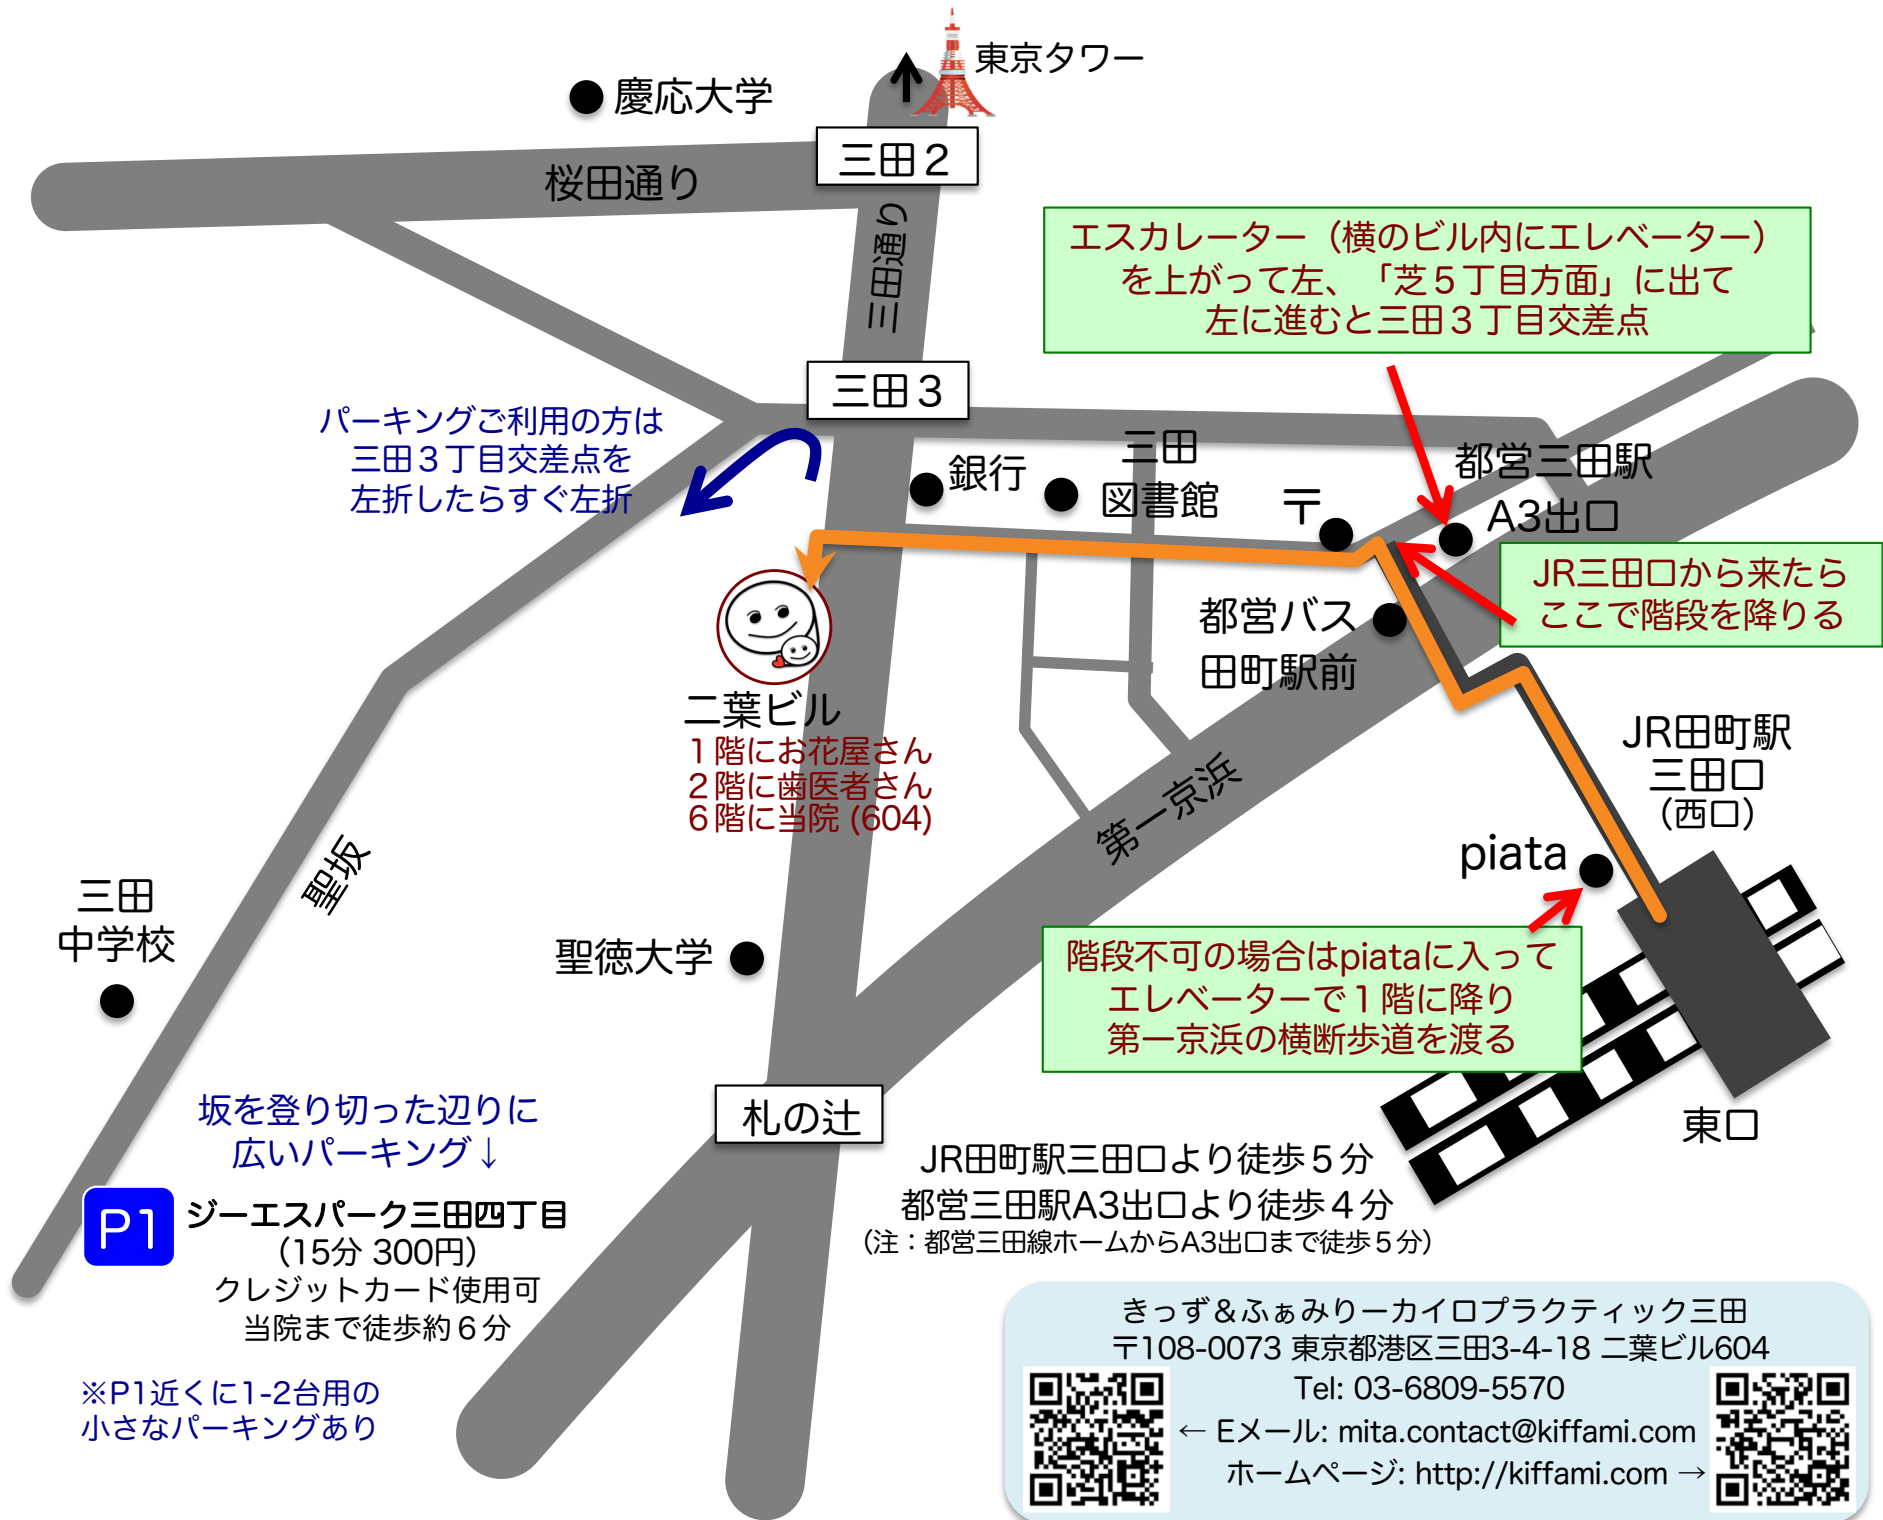 東京タワー
慶応大学
三田２
桜田通り
三田通り
エスカレーター（横のビル内にエレベーター）
を上がって左、「芝５丁目方面」に出て
左に進むと三田３丁目交差点
三田３
パーキングご利用の方は
三田３丁目交差点を
左折したらすぐ左折
銀行
三田
図書館
〒
都営三田駅
A3出口
JR三田口から来たら
ここで階段を降りる
都営バス
田町駅前
二葉ビル
１階にお花屋さん
２階に歯医者さん
６階に当院 (604)
JR田町駅
三田口
（西口）
第一京浜
piata
聖坂
三田
中学校
聖徳大学
階段不可の場合はpiataに入って
エレベーターで１階に降り
第一京浜の横断歩道を渡る
札の辻
東口
坂を登り切った辺りに
広いパーキング↓
P1
ジーエスパーク三田四丁目
（15分 300円）
クレジットカード使用可
当院まで徒歩約６分
※P1近くに1-2台用の
小さなパーキングあり
JR田町駅三田口より徒歩５分
都営三田駅A3出口より徒歩４分
（注：都営三田線ホームからA3出口まで徒歩５分）
きっず＆ふぁみりーカイロプラクティック三田
〒108-0073 東京都港区三田3-4-18 二葉ビル604
Tel: 03-6809-5570
← Eメール: mita.contact@kiffami.com
ホームページ: http://kiffami.com →